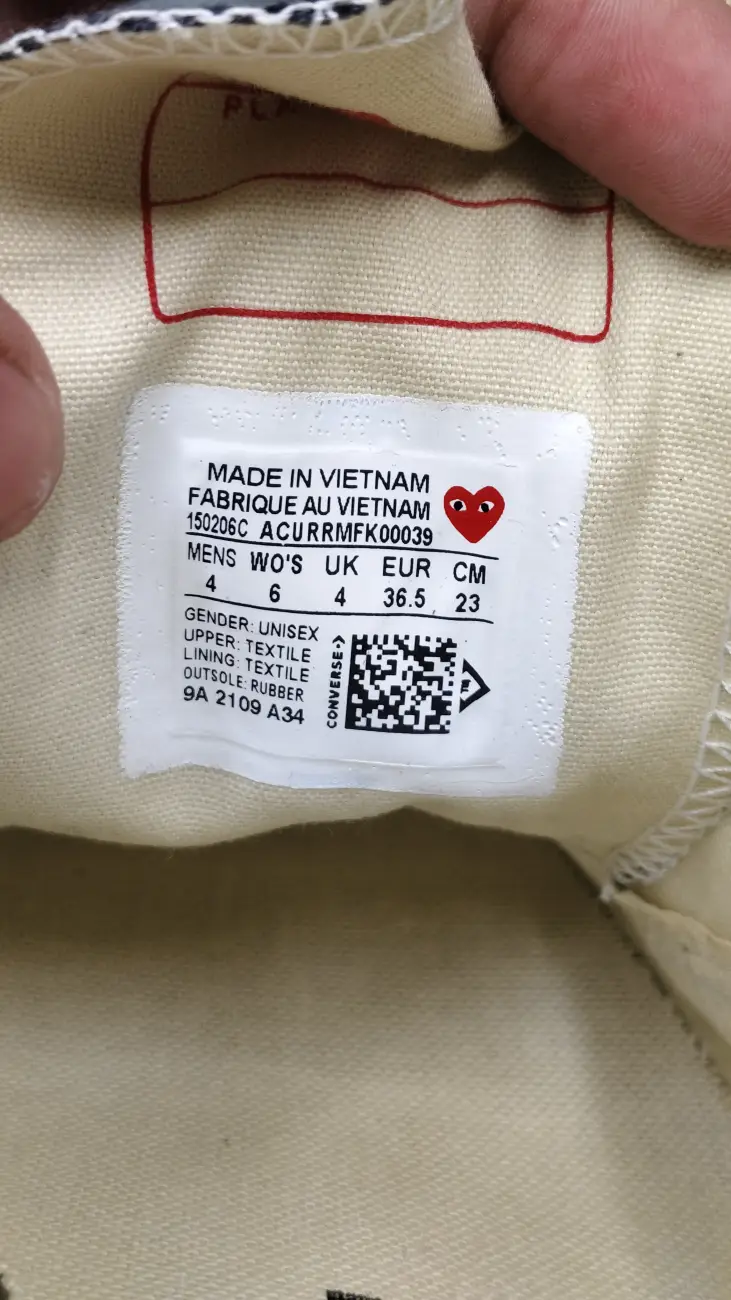 MADE IN VIETNAM
FABRIQUE AU VIETNAM
150206C ACURRMFK00039
MENS WO'S UK EUR CM
4 6 4 36.5 23
GENDER: UNISEX
UPPER: TEXTILE
LINING: TEXTILE
OUTSOLE: RUBBER
9A 2109 A34
CONVERSE